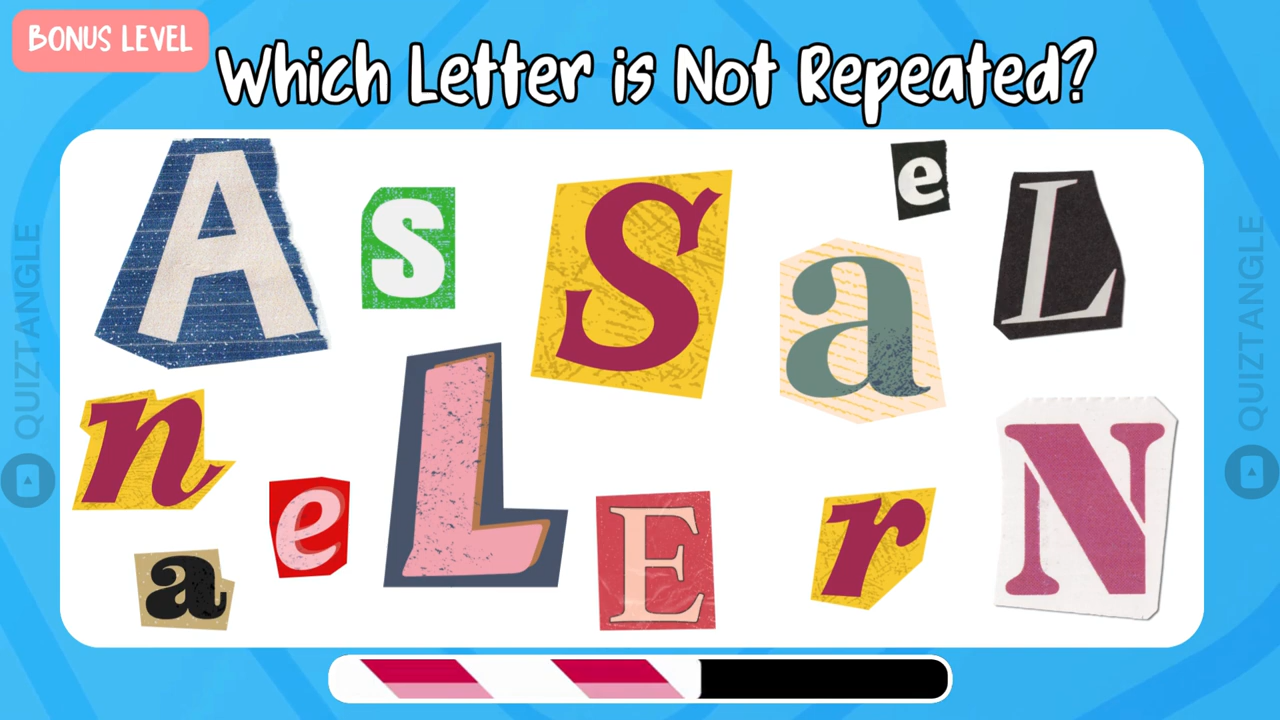 BONUS LEVEL
Which Letter is Not Repeated?
A s S a e L
n e L E r N
a
QUIZTANGLE
QUIZTANGLE